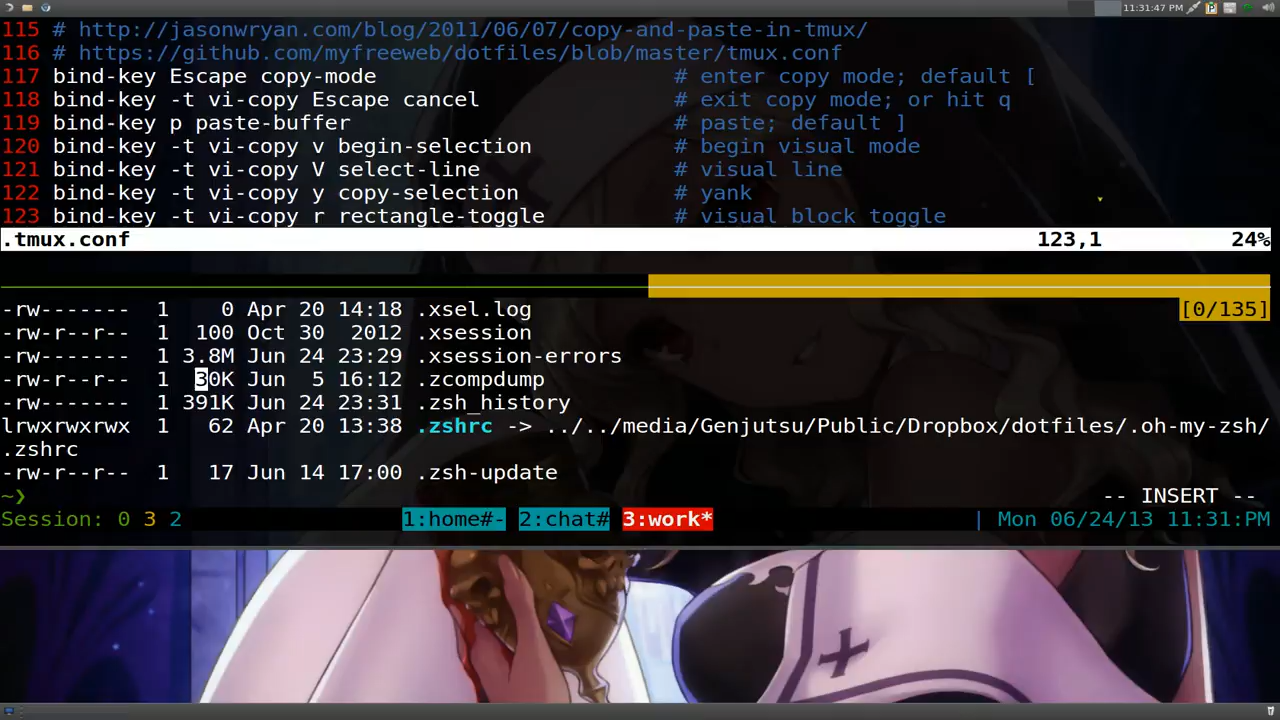 11:31:47 PM
115 # http://jasonwryan.com/blog/2011/06/07/copy-and-paste-in-tmux/
116 # https://github.com/myfreeweb/dotfiles/blob/master/tmux.conf
117 bind-key Escape copy-mode # enter copy mode; default [
118 bind-key -t vi-copy Escape cancel # exit copy mode; or hit q
119 bind-key p paste-buffer # paste; default ]
120 bind-key -t vi-copy v begin-selection # begin visual mode
121 bind-key -t vi-copy V select-line # visual line
122 bind-key -t vi-copy y copy-selection # yank
123 bind-key -t vi-copy r rectangle-toggle # visual block toggle
.tmux.conf 123,1 24%
-rw------- 1 0 Apr 20 14:18 .xsel.log [0/135]
-rw-r--r-- 1 100 Oct 30 2012 .xsession
-rw------- 1 3.8M Jun 24 23:29 .xsession-errors
-rw-r--r-- 1 30K Jun 5 16:12 .zcompdump
-rw------- 1 391K Jun 24 23:31 .zsh_history
lrwxrwxrwx 1 62 Apr 20 13:38 .zshrc -> ../../media/Genjutsu/Public/Dropbox/dotfiles/.oh-my-zsh/
.zshrc
-rw-r--r-- 1 17 Jun 14 17:00 .zsh-update
~❯ -- INSERT --
Session: 0 3 2 1:home#- 2:chat# 3:work* | Mon 06/24/13 11:31:PM